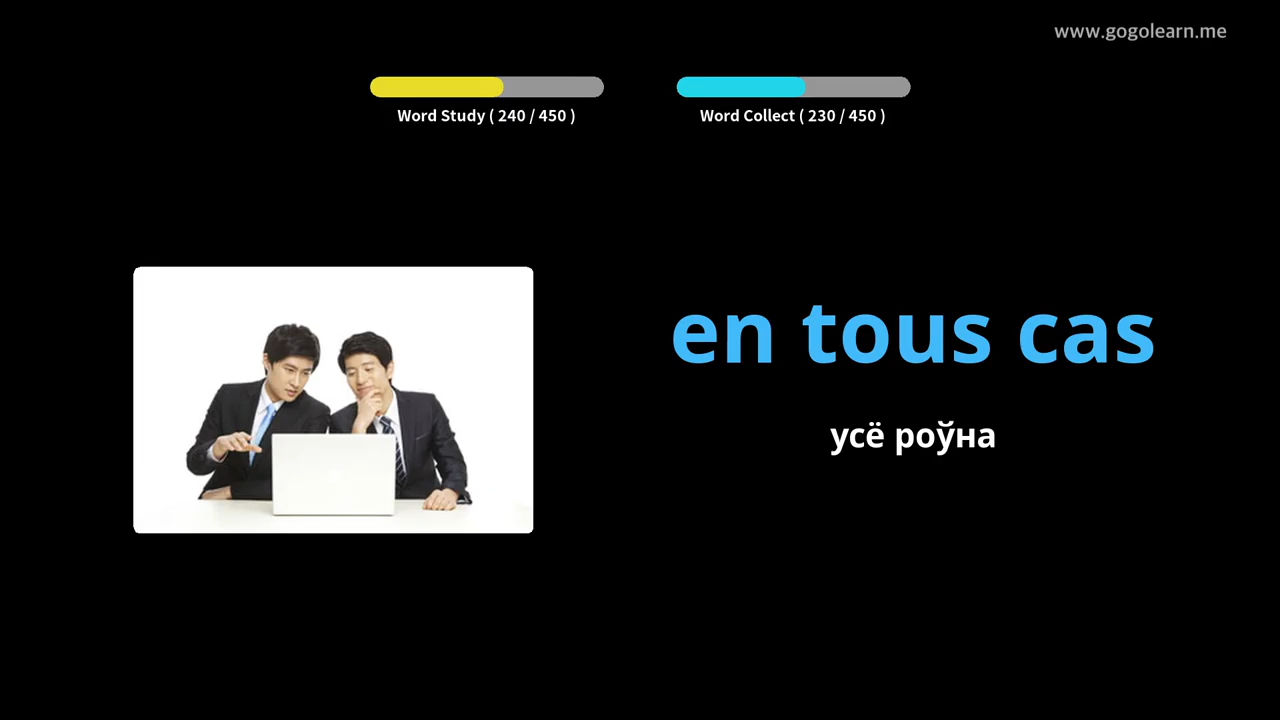 www.gogolearn.me
Word Study ( 240 / 450 )
Word Collect ( 230 / 450 )
en tous cas
усё роўна